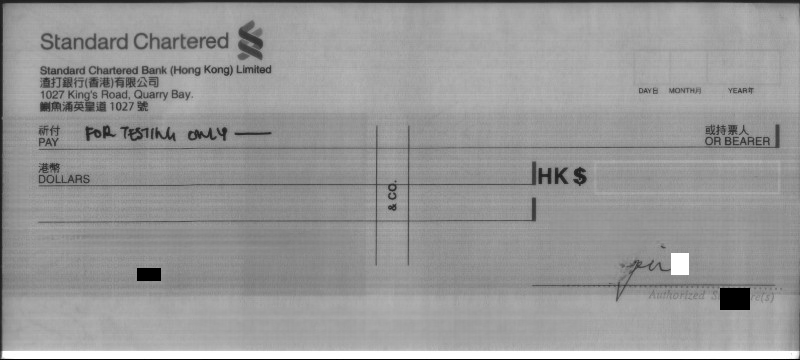 Standard Chartered
Standard Chartered Bank (Hong Kong) Limited
渣打銀行(香港)有限公司
1027 King's Road, Quarry Bay.
鰂魚涌英皇道 1027 號
DAY日 MONTH月 YEAR年
祈付
PAY
FOR TESTING ONLY
或持票人
OR BEARER
港幣
DOLLARS
HK $
& CO.
Authorized